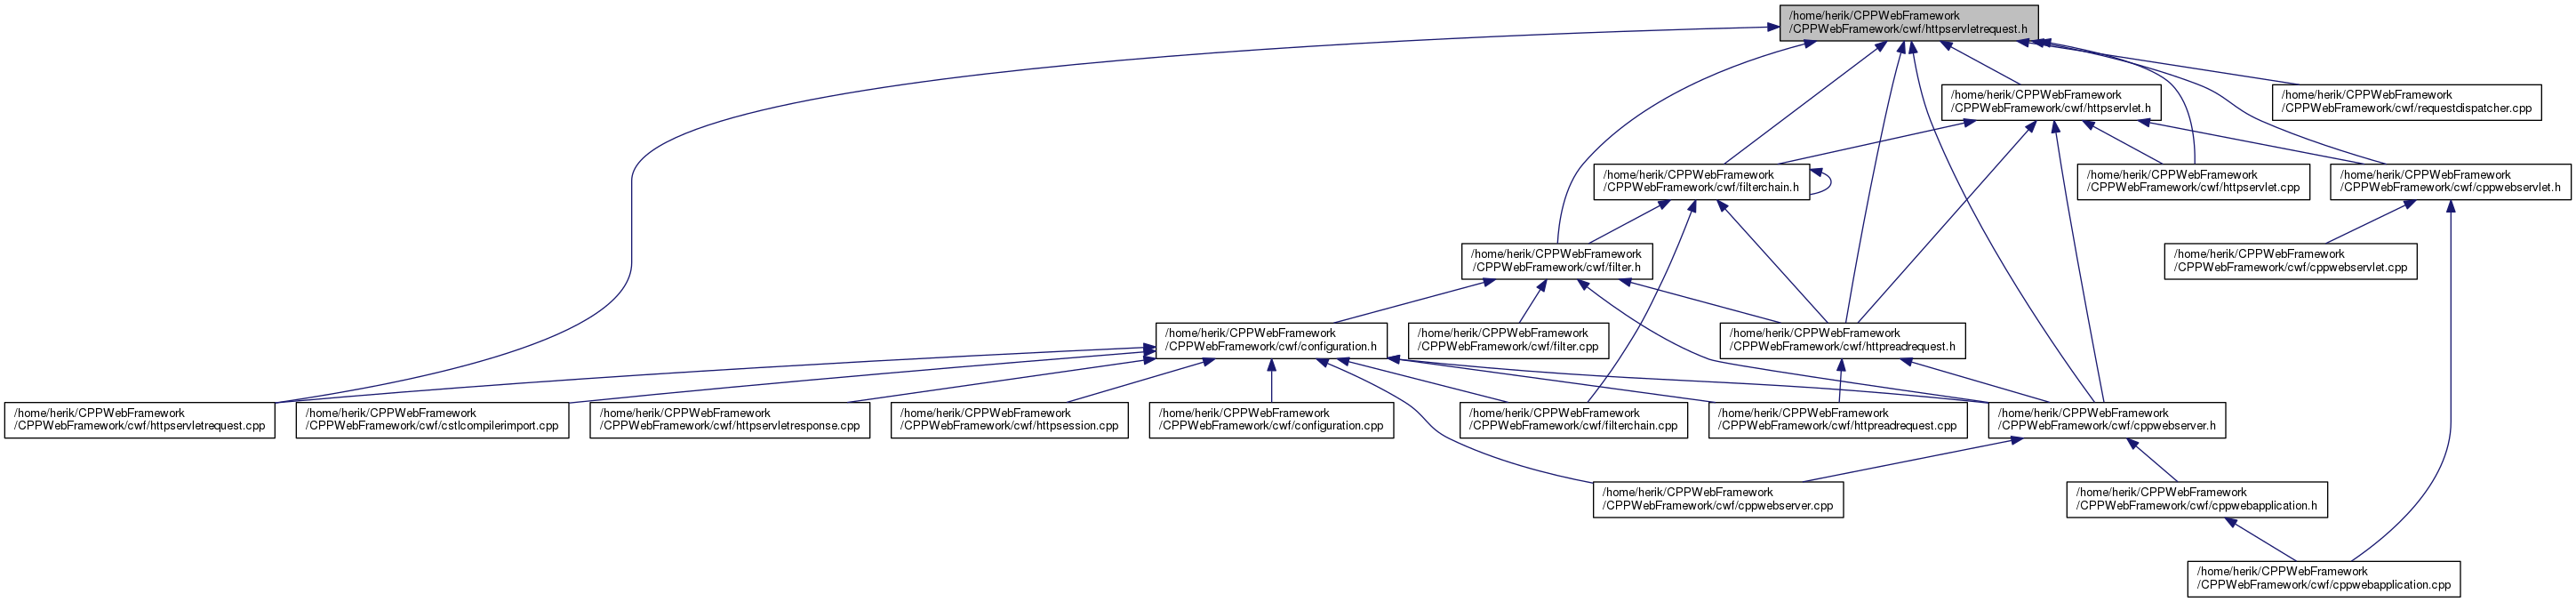 /home/herik/CPPWebFramework
/CPPWebFramework/cwf/httpservletrequest.h
/home/herik/CPPWebFramework
/CPPWebFramework/cwf/httpservlet.h
/home/herik/CPPWebFramework
/CPPWebFramework/cwf/requestdispatcher.cpp
/home/herik/CPPWebFramework
/CPPWebFramework/cwf/filterchain.h
/home/herik/CPPWebFramework
/CPPWebFramework/cwf/httpservlet.cpp
/home/herik/CPPWebFramework
/CPPWebFramework/cwf/cppwebservlet.h
/home/herik/CPPWebFramework
/CPPWebFramework/cwf/filter.h
/home/herik/CPPWebFramework
/CPPWebFramework/cwf/cppwebservlet.cpp
/home/herik/CPPWebFramework
/CPPWebFramework/cwf/configuration.h
/home/herik/CPPWebFramework
/CPPWebFramework/cwf/filter.cpp
/home/herik/CPPWebFramework
/CPPWebFramework/cwf/httpreadrequest.h
/home/herik/CPPWebFramework
/CPPWebFramework/cwf/httpservletrequest.cpp
/home/herik/CPPWebFramework
/CPPWebFramework/cwf/cstlcompilerimport.cpp
/home/herik/CPPWebFramework
/CPPWebFramework/cwf/httpservletresponse.cpp
/home/herik/CPPWebFramework
/CPPWebFramework/cwf/httpsession.cpp
/home/herik/CPPWebFramework
/CPPWebFramework/cwf/configuration.cpp
/home/herik/CPPWebFramework
/CPPWebFramework/cwf/filterchain.cpp
/home/herik/CPPWebFramework
/CPPWebFramework/cwf/httpreadrequest.cpp
/home/herik/CPPWebFramework
/CPPWebFramework/cwf/cppwebserver.h
/home/herik/CPPWebFramework
/CPPWebFramework/cwf/cppwebserver.cpp
/home/herik/CPPWebFramework
/CPPWebFramework/cwf/cppwebapplication.h
/home/herik/CPPWebFramework
/CPPWebFramework/cwf/cppwebapplication.cpp